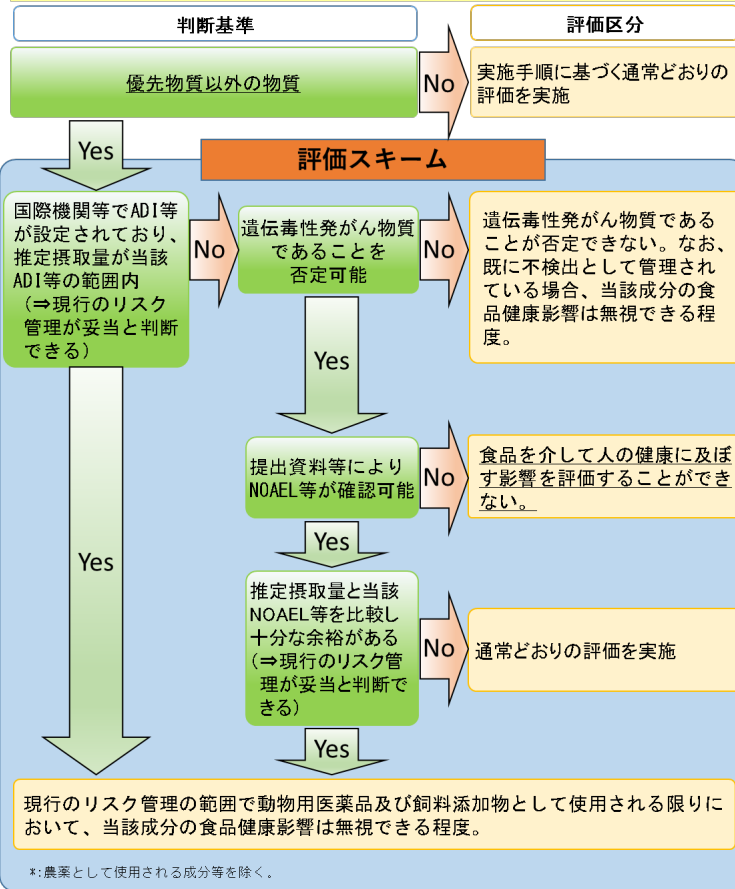 判断基準
評価区分
優先物質以外の物質
No
実施手順に基づく通常どおりの
評価を実施
Yes
評価スキーム
国際機関等でADI等
が設定されており、
推定摂取量が当該
ADI等の範囲内
(⇒現行のリスク
管理が妥当と判断
できる)
No
遺伝毒性発がん物質
であることを
否定可能
No
遺伝毒性発がん物質である
ことが否定できない。なお、
既に不検出として管理され
ている場合、当該成分の食
品健康影響は無視できる程
度。
Yes
提出資料等により
NOAEL等が確認可能
No
食品を介して人の健康に及ぼ
す影響を評価することができ
ない。
Yes
Yes
推定摂取量と当該
NOAEL等を比較し
十分な余裕がある
(⇒現行のリスク管
理が妥当と判断で
きる)
No
通常どおりの評価を実施
Yes
現行のリスク管理の範囲で動物用医薬品及び飼料添加物として使用される限りに
おいて、当該成分の食品健康影響は無視できる程度。
*:農薬として使用される成分等を除く。